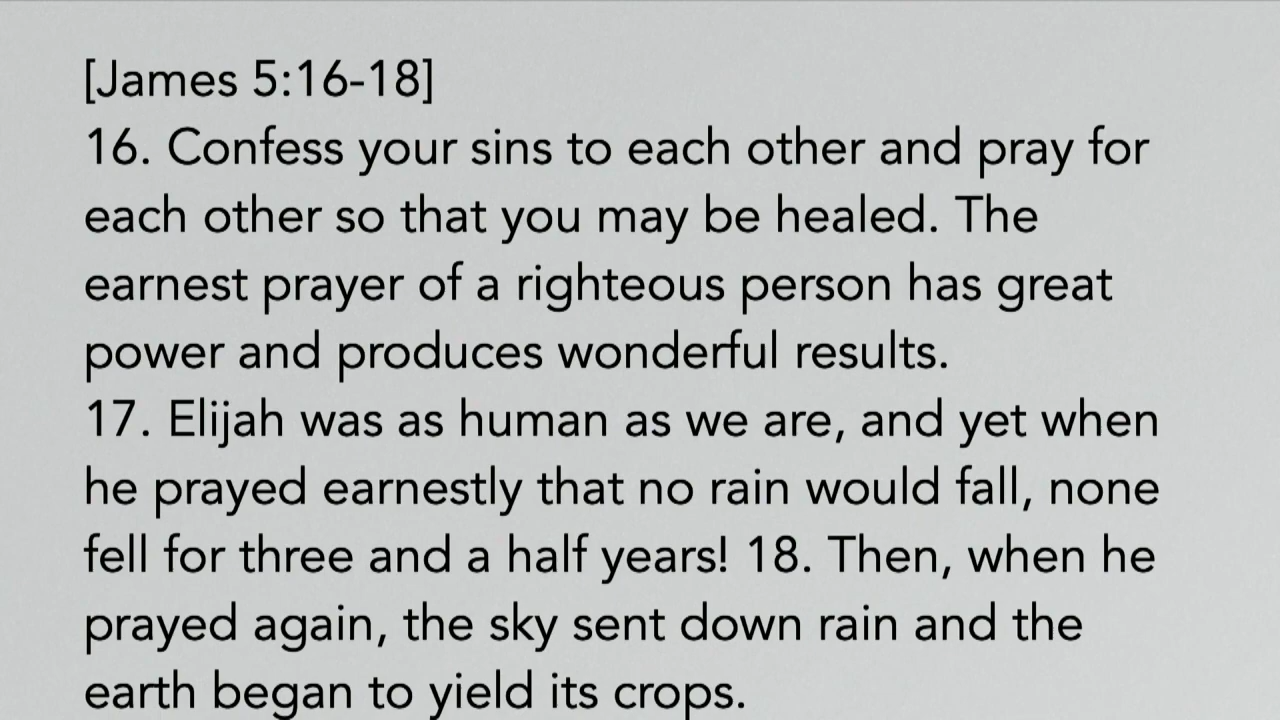 [James 5:16-18]
16. Confess your sins to each other and pray for
each other so that you may be healed. The
earnest prayer of a righteous person has great
power and produces wonderful results.
17. Elijah was as human as we are, and yet when
he prayed earnestly that no rain would fall, none
fell for three and a half years! 18. Then, when he
prayed again, the sky sent down rain and the
earth began to yield its crops.